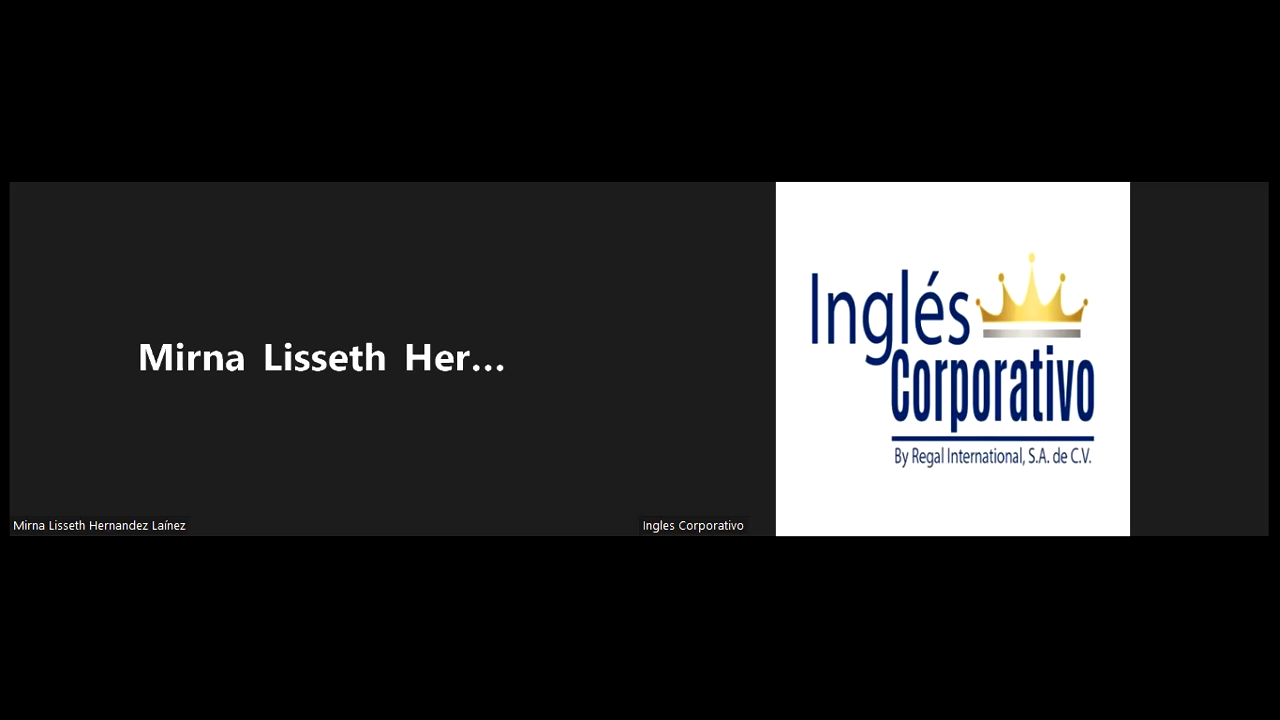 Mirna Lisseth Her...
Mirna Lisseth Hernandez Laínez
Ingles Corporativo
Inglés
Corporativo
By Regal International, S.A. de C.V.